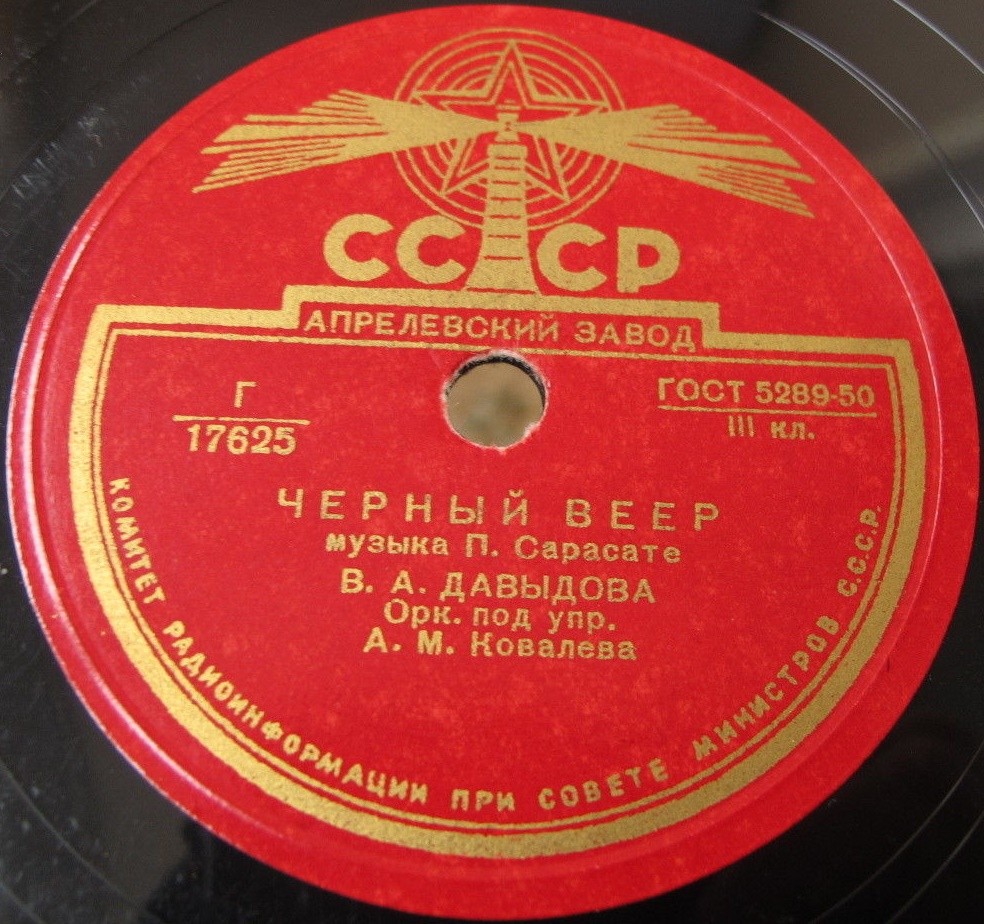 СССР
АПРЕЛЕВСКИЙ ЗАВОД
Г
17625
ГОСТ 5289-50
III кл.
ЧЕРНЫЙ ВЕЕР
музыка П. Сарасате
В. А. ДАВЫДОВА
Орк. под упр.
А. М. Ковалева
КОМИТЕТ РАДИОИНФОРМАЦИИ ПРИ СОВЕТЕ МИНИСТРОВ С.С.С.Р.